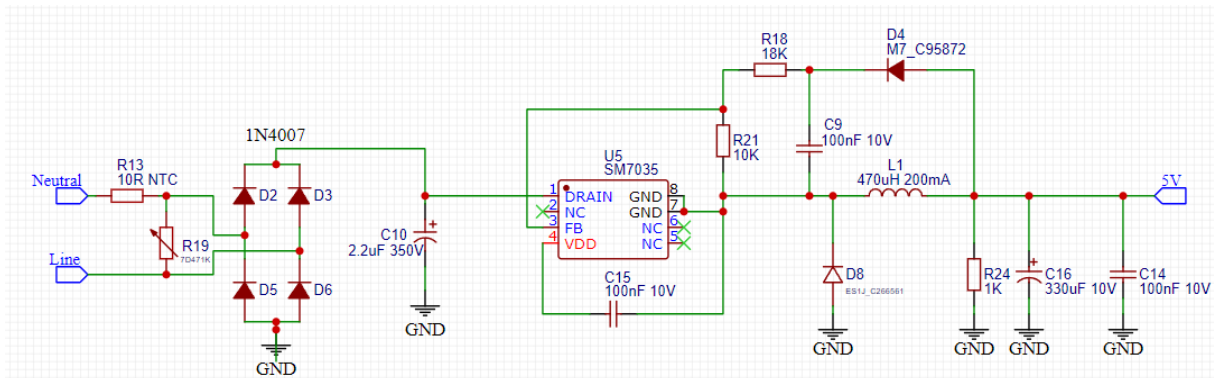 Neutral
R13
10R NTC
Line
R19
7D471K
1N4007
D2
D3
D5
D6
GND
C10
2.2uF 350V
+
GND
U5
SM7035
1
DRAIN
2
NC
3
FB
4
VDD
GND
8
GND
7
NC
6
NC
5
C15
100nF 10V
R18
18K
D4
M7_C95872
R21
10K
C9
100nF 10V
L1
470uH 200mA
5V
D8
ES1J_C266561
GND
R24
1K
GND
+
C16
330uF 10V
GND
C14
100nF 10V
GND